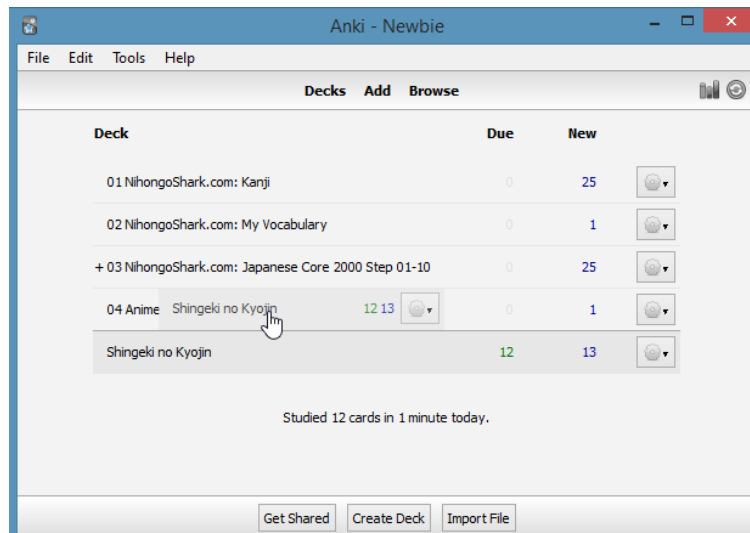 Anki - Newbie
File Edit Tools Help
Decks Add Browse
Deck Due New
01 NihongoShark.com: Kanji 0 25
02 NihongoShark.com: My Vocabulary 0 1
+ 03 NihongoShark.com: Japanese Core 2000 Step 01-10 0 25
04 Anime Shingeki no Kyojin 12 13 0 1
Shingeki no Kyojin 12 13
Studied 12 cards in 1 minute today.
Get Shared Create Deck Import File